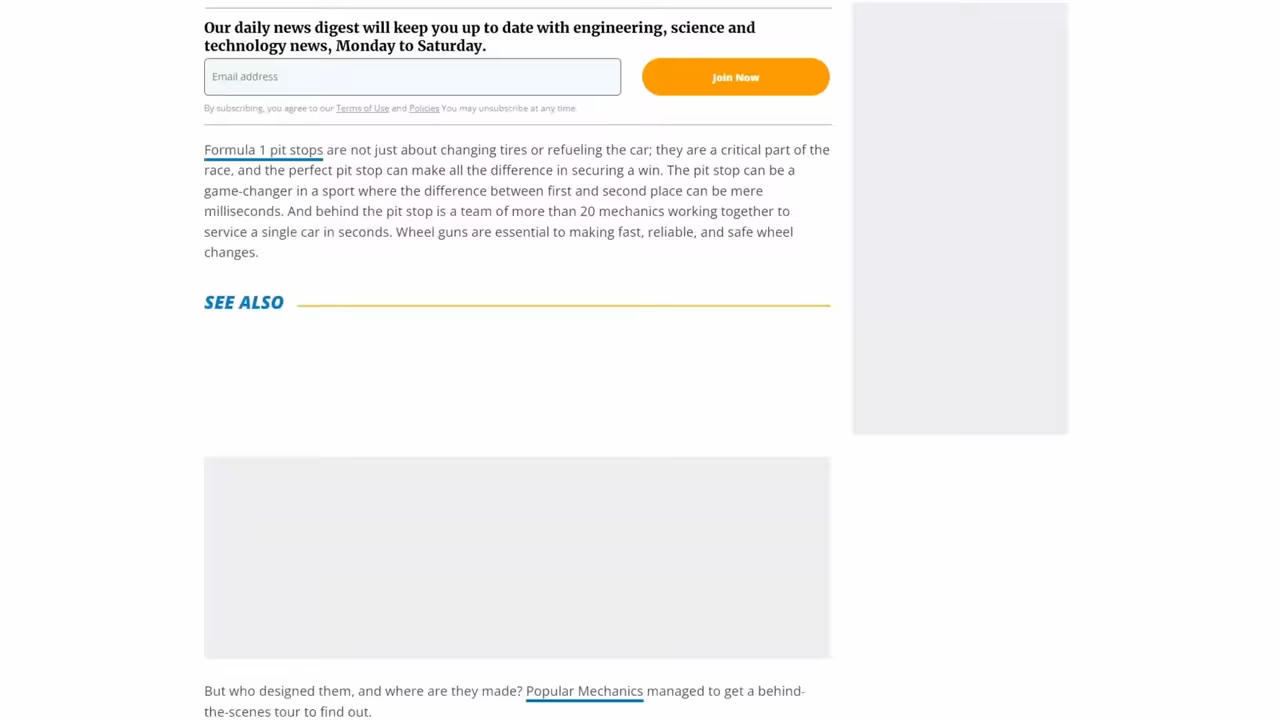 Our daily news digest will keep you up to date with engineering, science and
technology news, Monday to Saturday.
Email address
Join Now
By subscribing, you agree to our Terms of Use and Policies You may unsubscribe at any time.
Formula 1 pit stops are not just about changing tires or refueling the car; they are a critical part of the
race, and the perfect pit stop can make all the difference in securing a win. The pit stop can be a
game-changer in a sport where the difference between first and second place can be mere
milliseconds. And behind the pit stop is a team of more than 20 mechanics working together to
service a single car in seconds. Wheel guns are essential to making fast, reliable, and safe wheel
changes.
SEE ALSO
But who designed them, and where are they made? Popular Mechanics managed to get a behind-
the-scenes tour to find out.